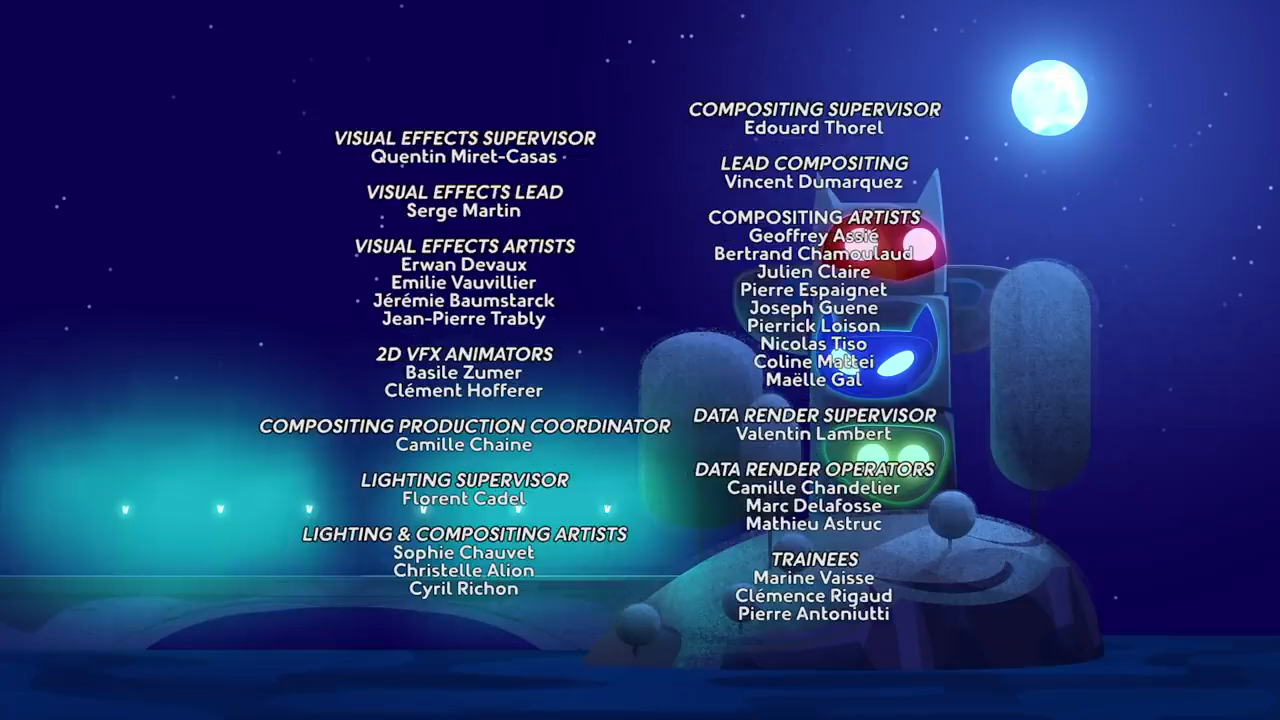 VISUAL EFFECTS SUPERVISOR
Quentin Miret-Casas
VISUAL EFFECTS LEAD
Serge Martin
VISUAL EFFECTS ARTISTS
Erwan Devaux
Emilie Vauvillier
Jérémie Baumstarck
Jean-Pierre Trably
2D VFX ANIMATORS
Basile Zumer
Clément Hofferer
COMPOSITING PRODUCTION COORDINATOR
Camille Chaine
LIGHTING SUPERVISOR
Florent Cadel
LIGHTING & COMPOSITING ARTISTS
Sophie Chauvet
Christelle Alion
Cyril Richon
COMPOSITING SUPERVISOR
Edouard Thorel
LEAD COMPOSITING
Vincent Dumarquez
COMPOSITING ARTISTS
Geoffrey Assié
Bertrand Chamoulaud
Julien Claire
Pierre Espaignet
Joseph Guene
Pierrick Loison
Nicolas Tiso
Coline Mattei
Maëlle Gal
DATA RENDER SUPERVISOR
Valentin Lambert
DATA RENDER OPERATORS
Camille Chandelier
Marc Delafosse
Mathieu Astruc
TRAINEES
Marine Vaisse
Clémence Rigaud
Pierre Antoniutti